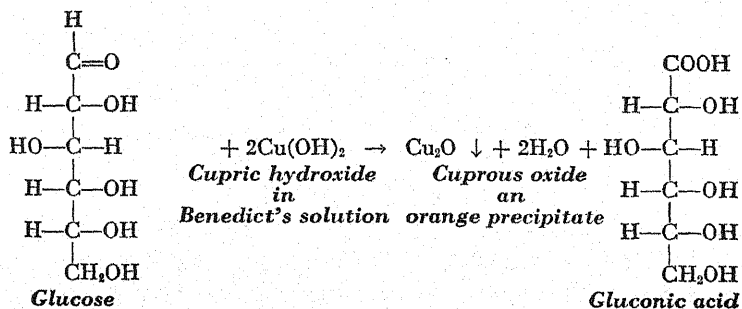 H
C=O
COOH
H—C—OH
H—C—OH
HO—C—H + 2Cu(OH)₂ → Cu₂O ↓ + 2H₂O + HO—C—H
Cupric hydroxide Cuprous oxide
H—C—OH in an H—C—OH
Benedict's solution orange precipitate
H—C—OH H—C—OH
CH₂OH CH₂OH
Glucose Gluconic acid